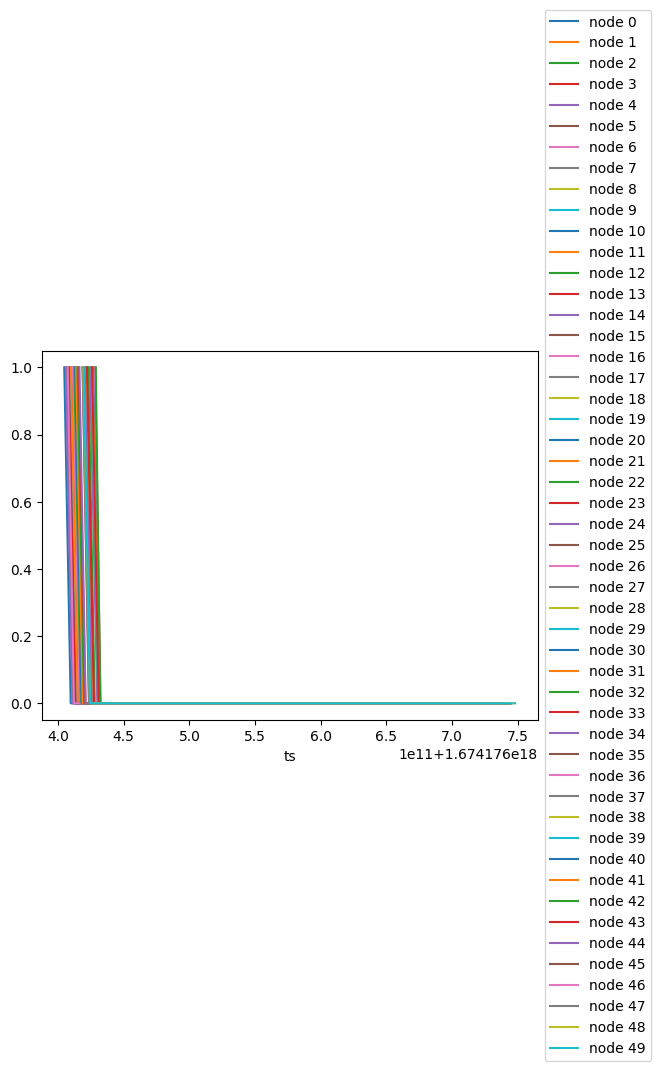 1.0
0.8
0.6
0.4
0.2
0.0
4.0 4.5 5.0 5.5 6.0 6.5 7.0 7.5
ts
1e11+1.674176e18
node 0
node 1
node 2
node 3
node 4
node 5
node 6
node 7
node 8
node 9
node 10
node 11
node 12
node 13
node 14
node 15
node 16
node 17
node 18
node 19
node 20
node 21
node 22
node 23
node 24
node 25
node 26
node 27
node 28
node 29
node 30
node 31
node 32
node 33
node 34
node 35
node 36
node 37
node 38
node 39
node 40
node 41
node 42
node 43
node 44
node 45
node 46
node 47
node 48
node 49